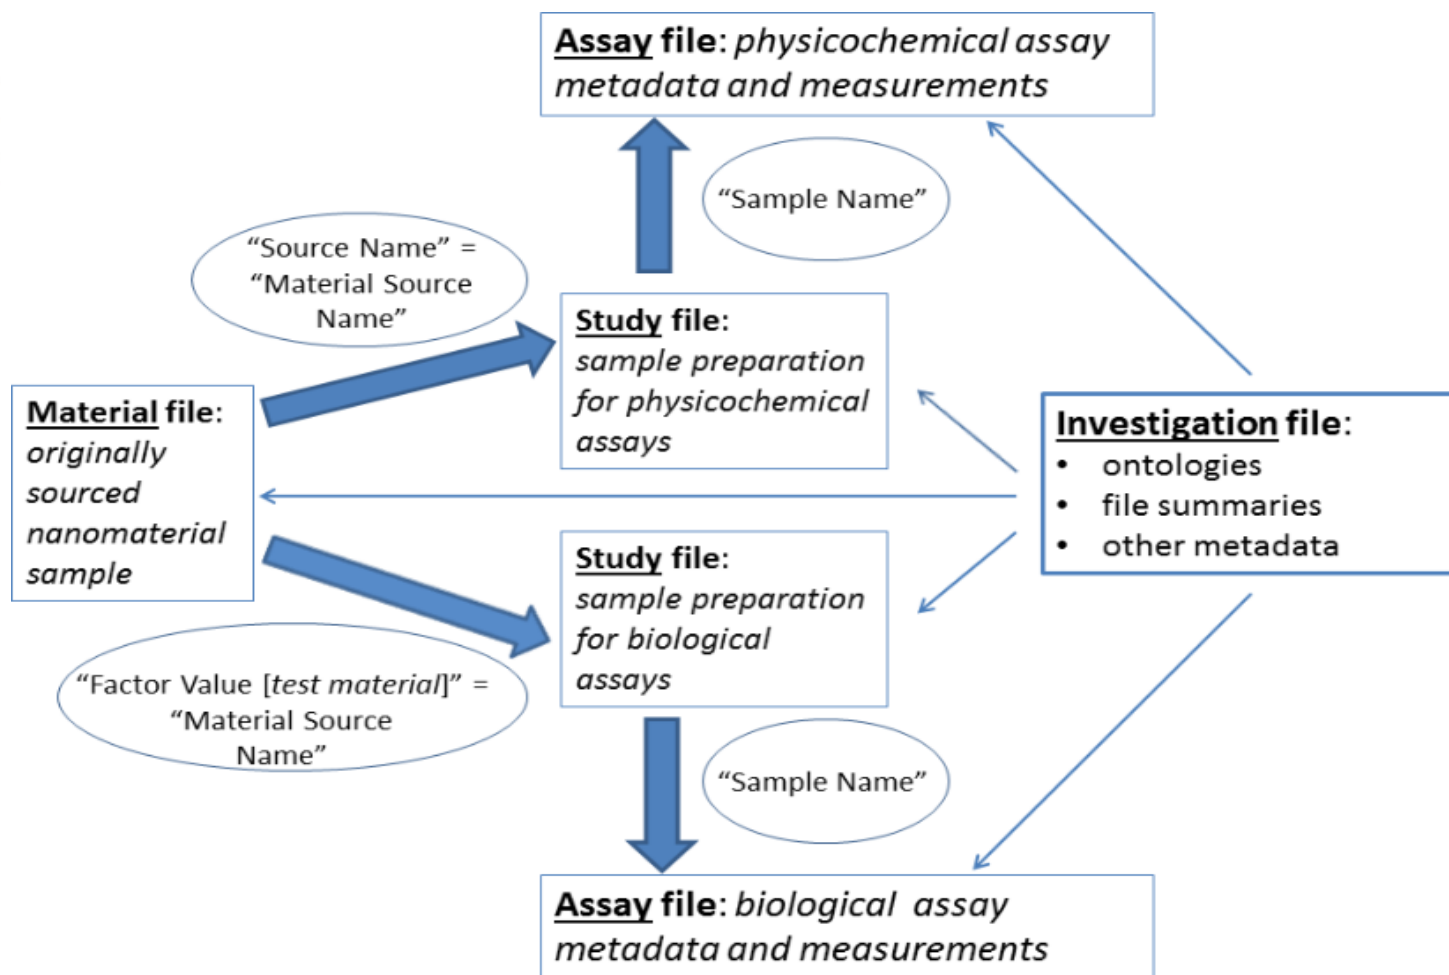 Assay file: physicochemical assay
metadata and measurements
“Sample Name”
“Source Name” =
“Material Source
Name”
Study file:
sample preparation
for physicochemical
assays
Material file:
originally
sourced
nanomaterial
sample
Investigation file:
• ontologies
• file summaries
• other metadata
Study file:
sample preparation
for biological
assays
“Factor Value [test material]” =
“Material Source
Name”
“Sample Name”
Assay file: biological assay
metadata and measurements